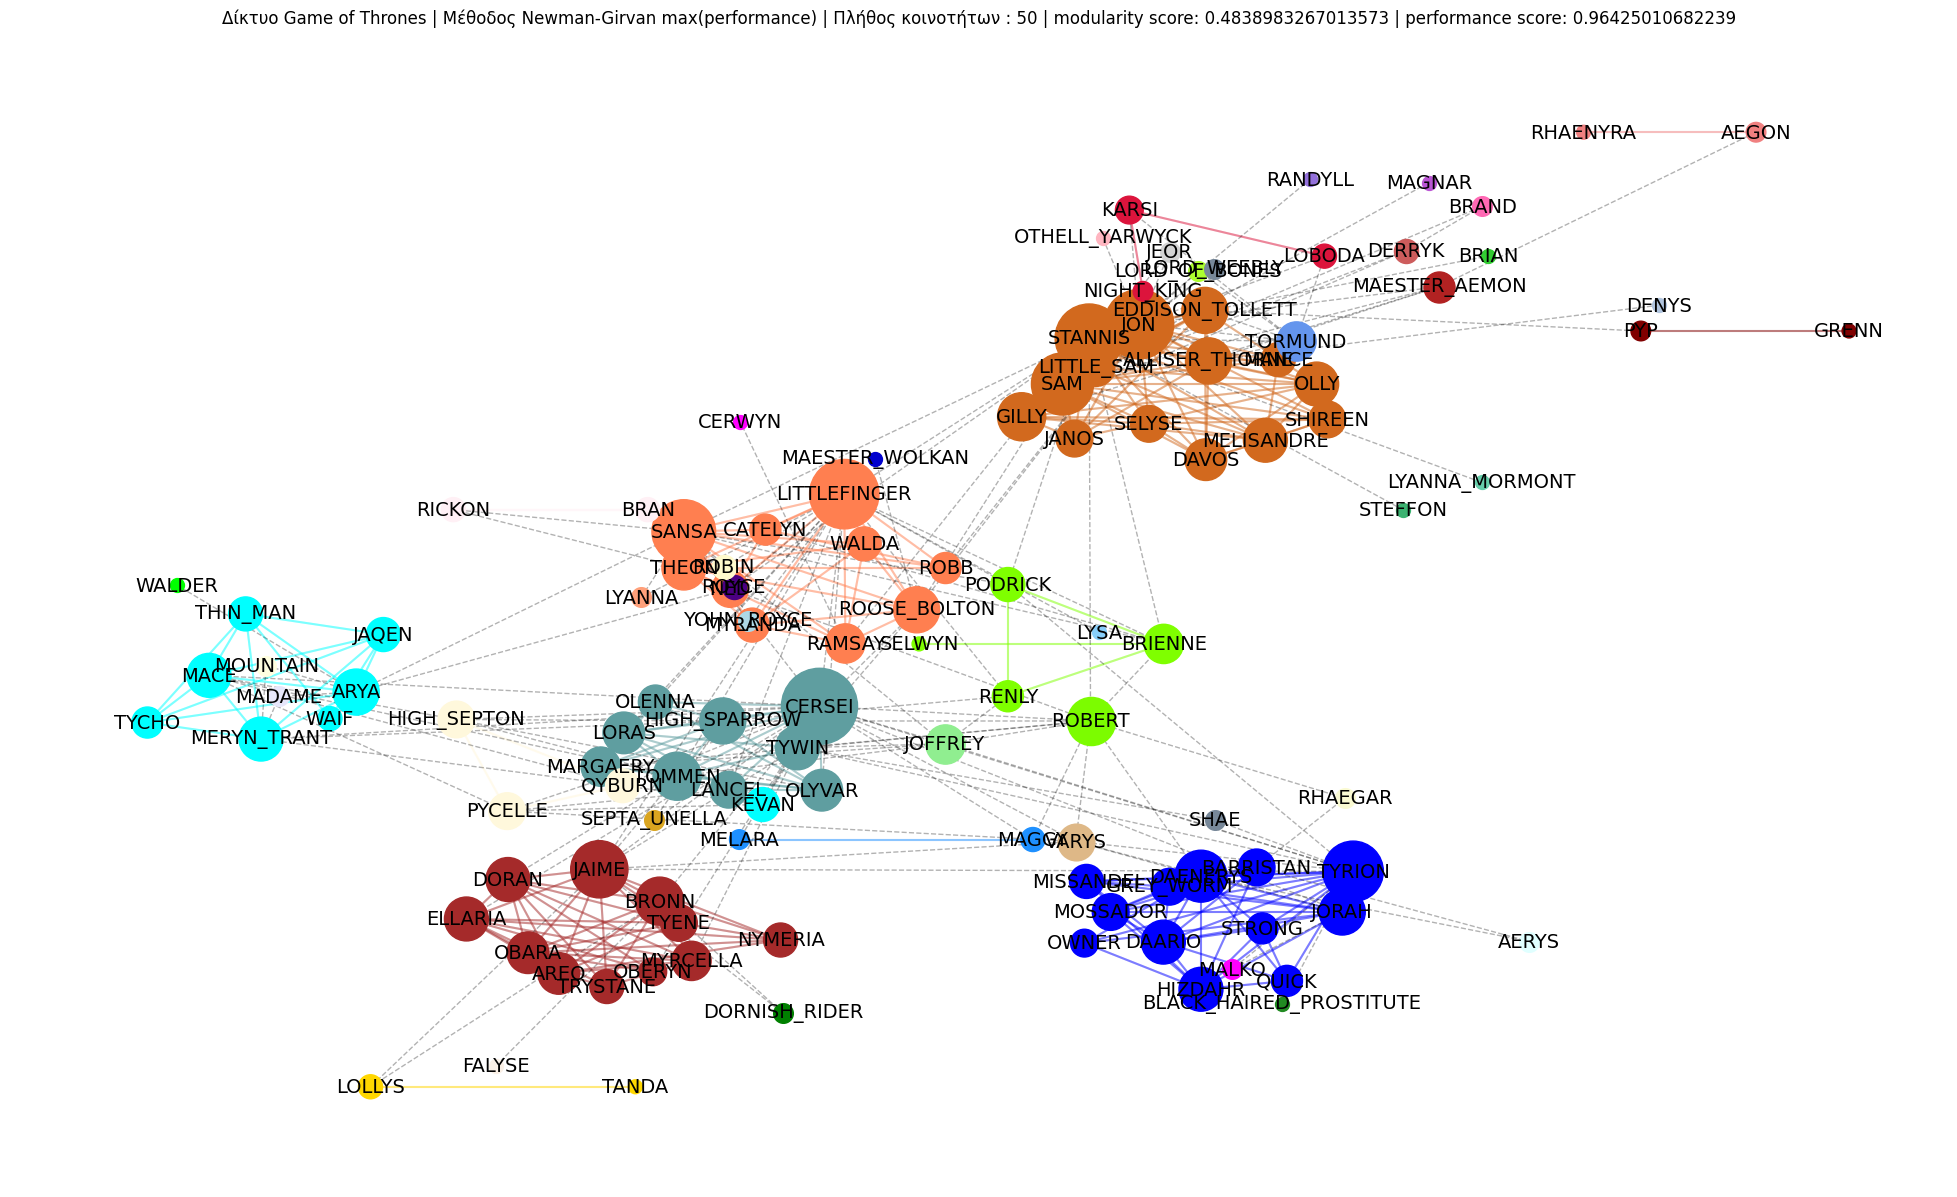 Δίκτυο Game of Thrones | Μέθοδος Newman-Girvan max(performance) | Πλήθος κοινοτήτων : 50 | modularity score: 0.4838983267013573 | performance score: 0.96425010682239
RHAENYRA
AEGON
RANDYLL
MAGNAR
KARSI
BRAND
OTHELL_YARWYCK
JEOR
LOBODA
DERRYK
BRIAN
LORD_WEEBLY
LORD_OF_BONES
NIGHT_KING
MAESTER_AEMON
EDDISON_TOLLETT
DENYS
JON
PYP
GRENN
STANNIS
TORMUND
ALLISER_THORNE
MANCE
LITTLE_SAM
SAM
OLLY
GILLY
SHIREEN
CERWYN
SELYSE
JANOS
MELISANDRE
MAESTER_WOLKAN
DAVOS
LITTLEFINGER
LYANNA_MORMONT
RICKON
BRAN
STEFFON
SANSA
CATELYN
WALDA
THEON
ROBIN
ROBB
WALDER
PODRICK
LYANNA
ROOSE_BOLTON
THIN_MAN
YOHN_ROYCE
MYRANDA
JAQEN
LYSA
RAMSAY
SELWYN
BRIENNE
MOUNTAIN
MACE
MADAME
ARYA
RENLY
OLENNA
CERSEI
TYCHO
WAIF
HIGH_SEPTON
HIGH_SPARROW
ROBERT
LORAS
MERYN_TRANT
TYWIN
JOFFREY
MARGAERY
TOMMEN
QYBURN
LANCEL
OLYVAR
RHAEGAR
KEVAN
PYCELLE
SEPTA_UNELLA
SHAE
MELARA
MAGGY
VARYS
JAIME
BARRISTAN
TYRION
DORAN
MISSANDEI
DAENERYS
GREY_WORM
BRONN
MOSSADOR
JORAH
ELLARIA
TYENE
STRONG
NYMERIA
OWNER
DAARIO
AERYS
OBARA
MYRCELLA
AREO
OBERYN
MALKO
TRYSTANE
HIZDAHR
QUICK
BLACK_HAIRED_PROSTITUTE
DORNISH_RIDER
FALYSE
LOLLYS
TANDA